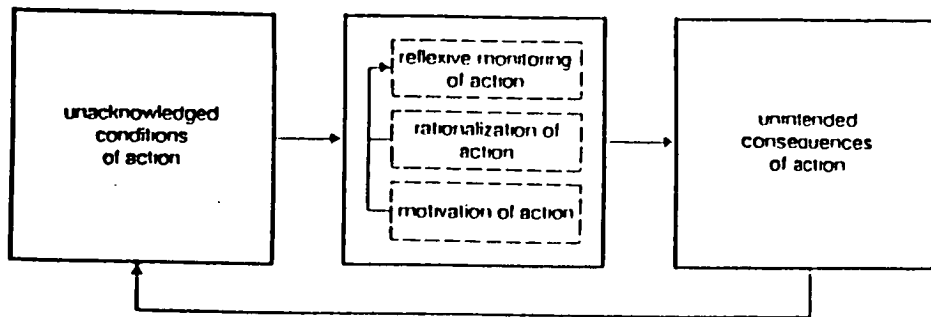 unacknowledged
conditions
of action
reflexive monitoring
of action
rationalization of
action
motivation of action
unintended
consequences
of action